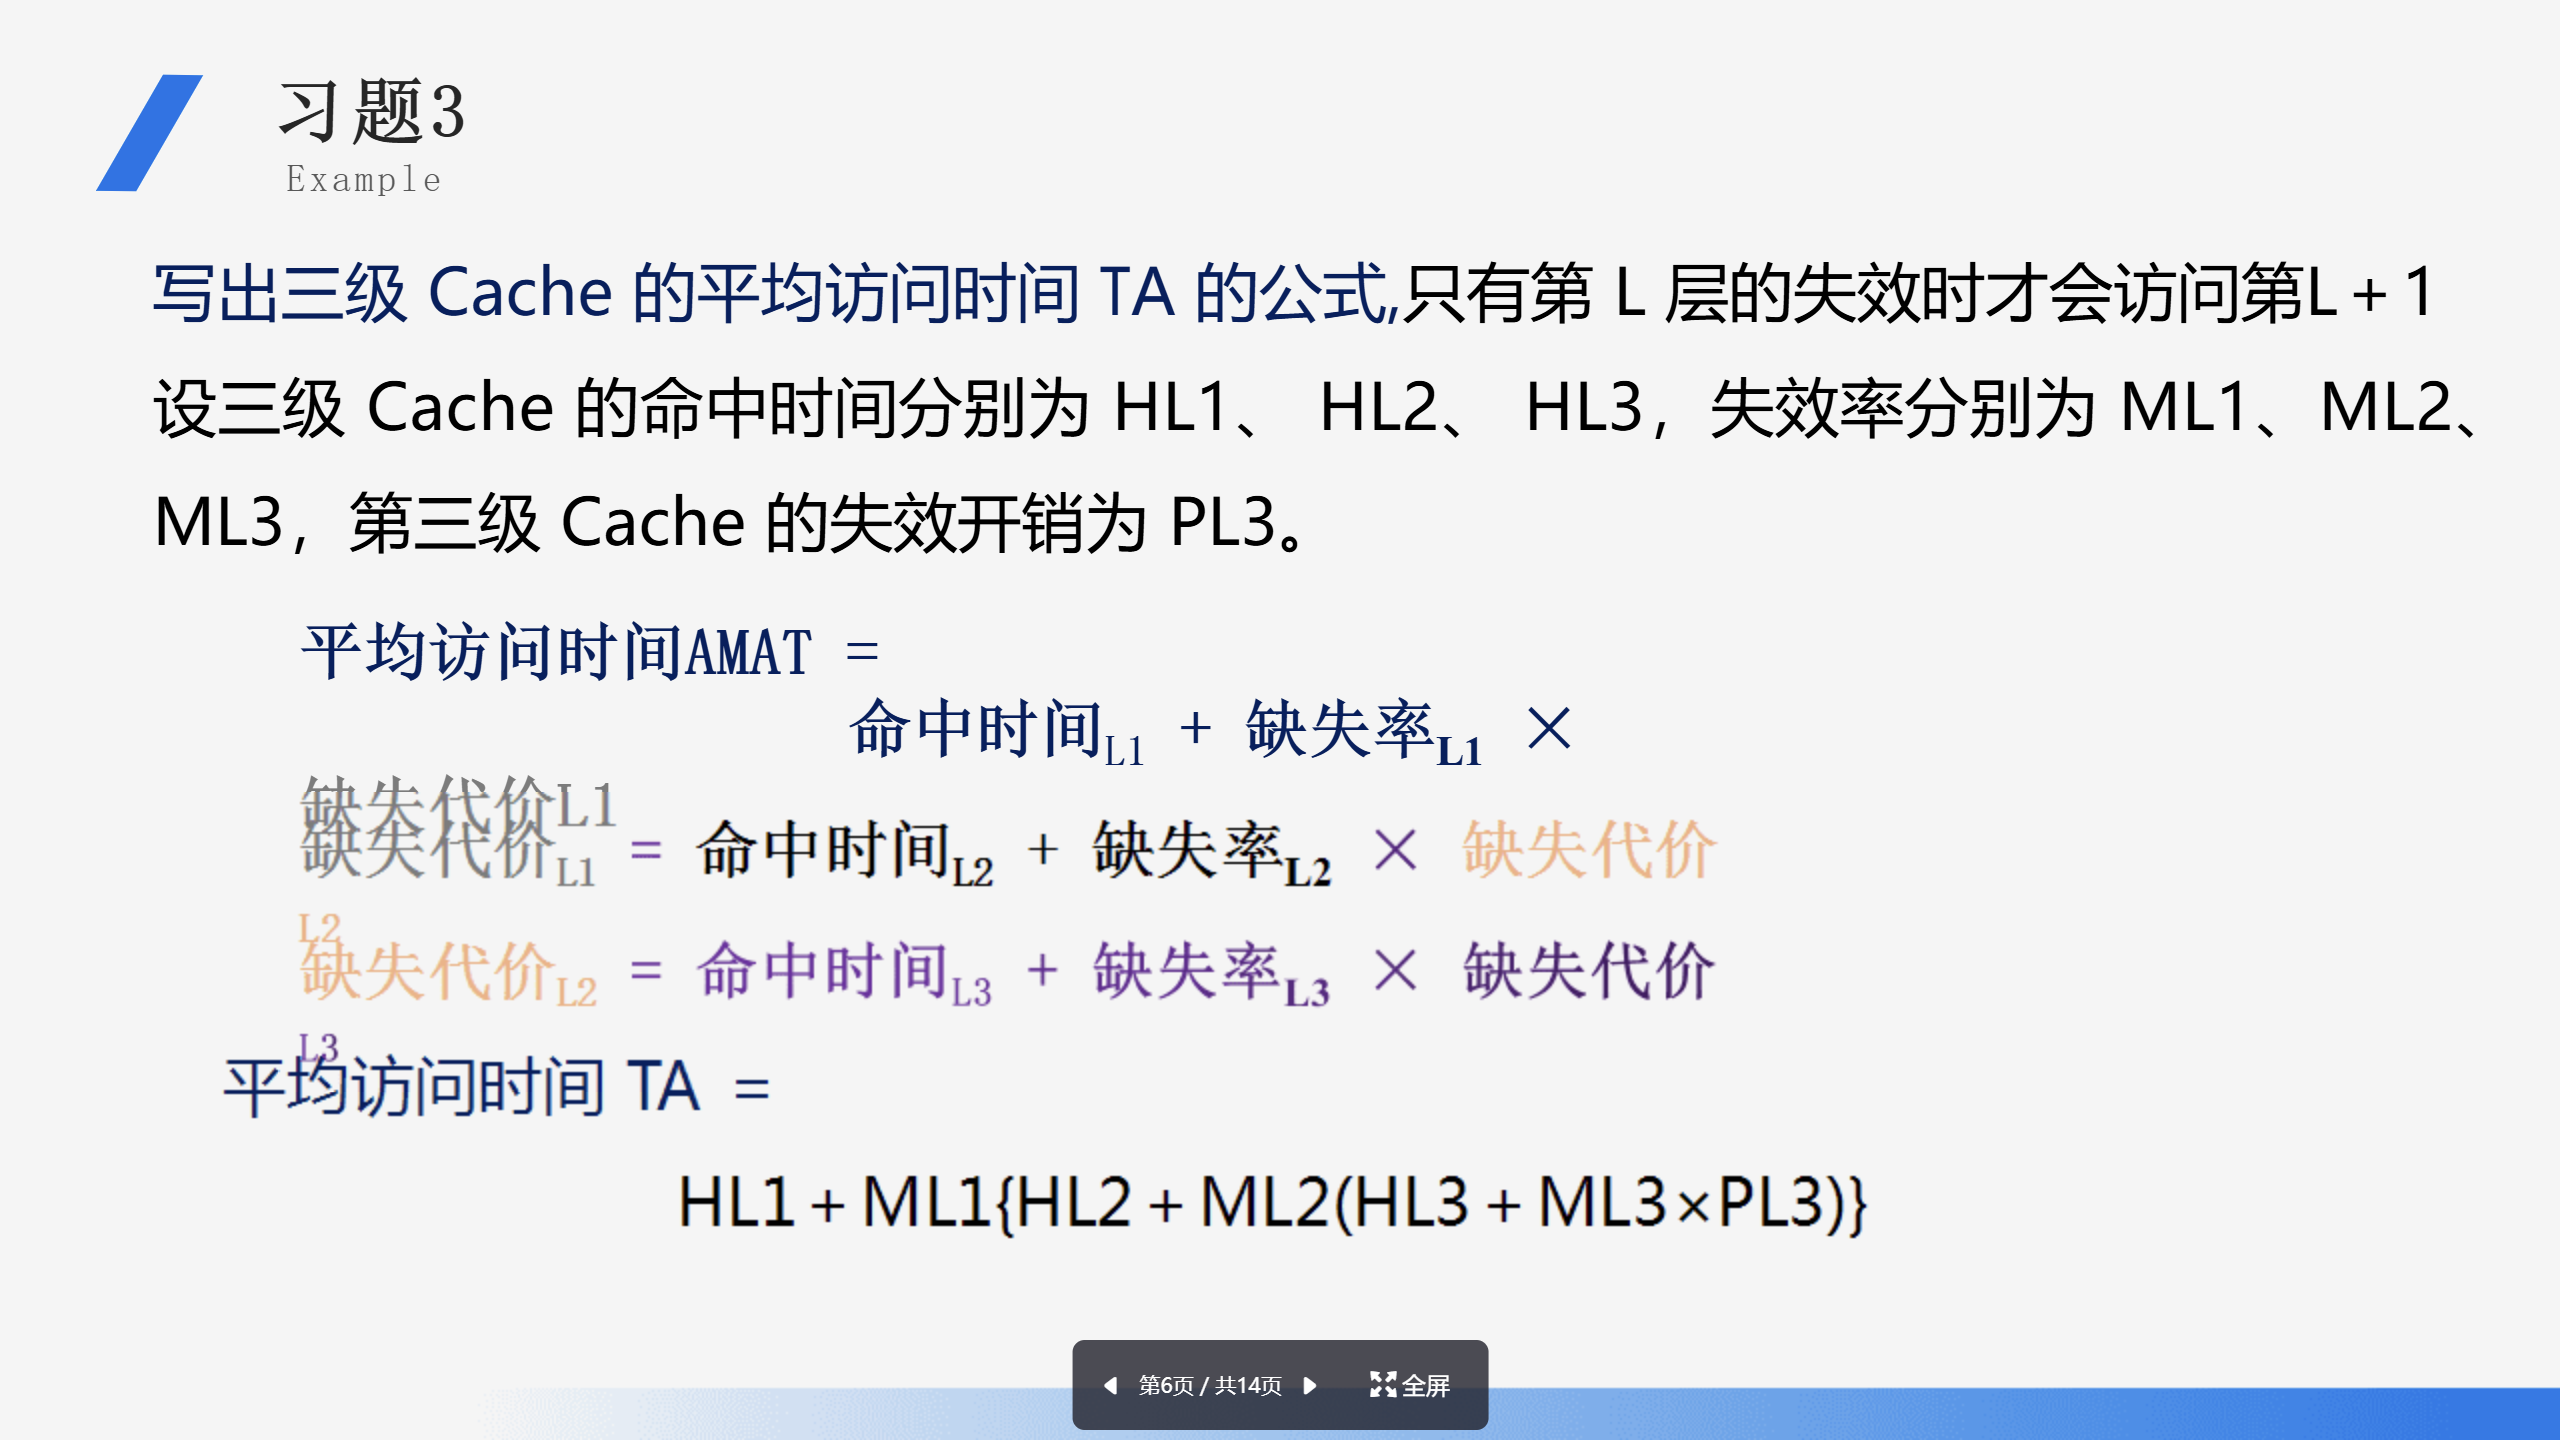 习题3
Example
写出三级 Cache 的平均访问时间 TA 的公式,只有第 L 层的失效时才会访问第L+1
设三级 Cache 的命中时间分别为 HL1、 HL2、 HL3，失效率分别为 ML1、ML2、
ML3，第三级 Cache 的失效开销为 PL3。
平均访问时间AMAT =
命中时间L1 + 缺失率L1 ×
缺失代价L1
缺失代价L1 = 命中时间L2 + 缺失率L2 × 缺失代价
L2
缺失代价L2 = 命中时间L3 + 缺失率L3 × 缺失代价
L3
平均访问时间 TA =
HL1+ML1{HL2+ML2(HL3+ML3×PL3)}
第6页 / 共14页 全屏